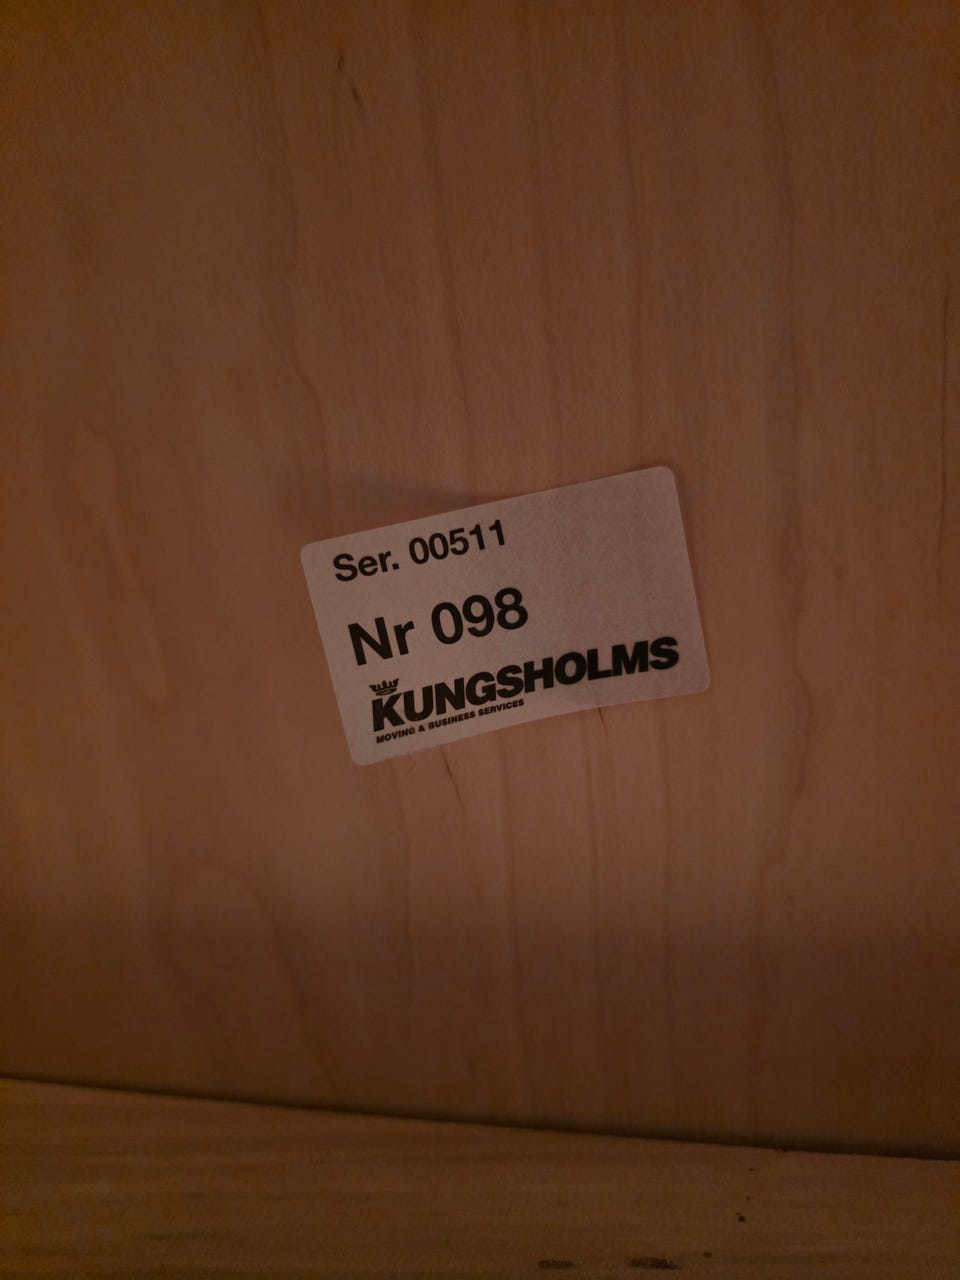 Ser. 00511
Nr 098
KUNGSHOLMS
MOVING & BUSINESS SERVICES